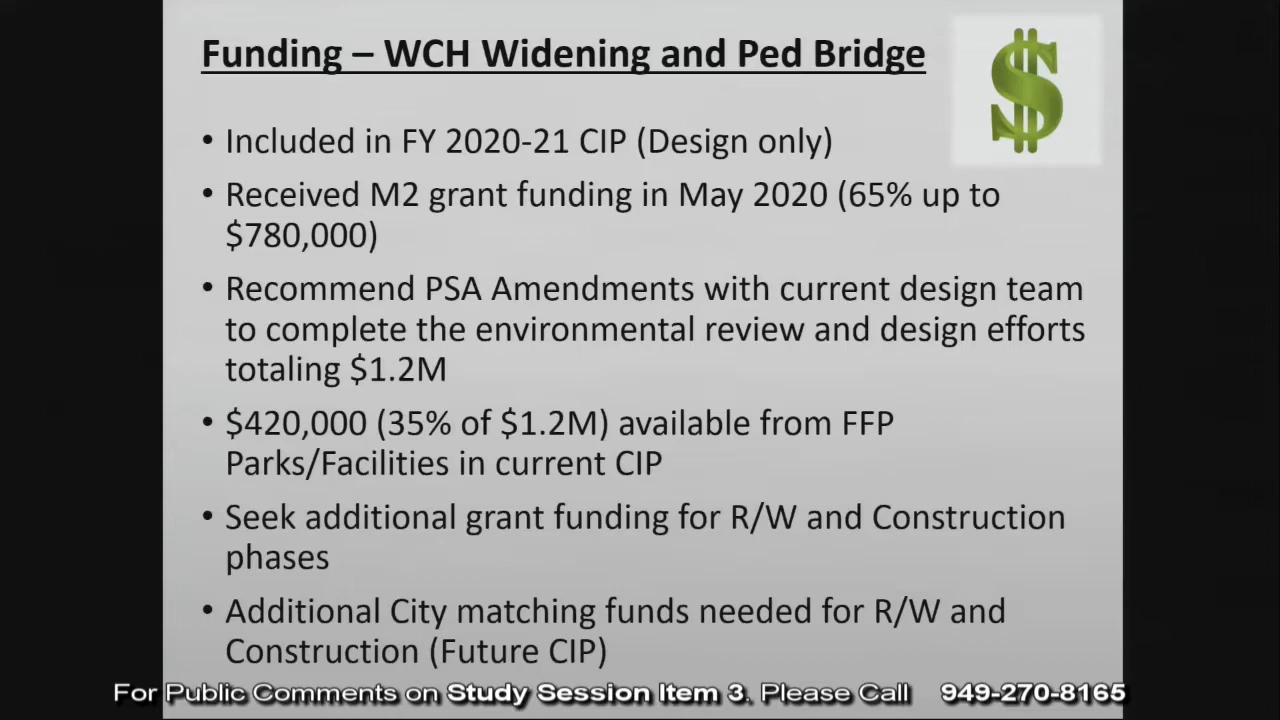 Funding – WCH Widening and Ped Bridge
• Included in FY 2020-21 CIP (Design only)
• Received M2 grant funding in May 2020 (65% up to
$780,000)
• Recommend PSA Amendments with current design team
to complete the environmental review and design efforts
totaling $1.2M
• $420,000 (35% of $1.2M) available from FFP
Parks/Facilities in current CIP
• Seek additional grant funding for R/W and Construction
phases
• Additional City matching funds needed for R/W and
Construction (Future CIP)
For Public Comments on Study Session Item 3. Please Call 949-270-8165